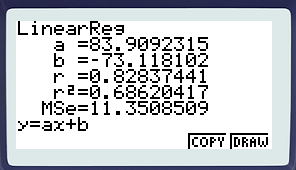 LinearReg
a =83.9092315
b =-73.118102
r =0.82837441
r²=0.68620417
MSe=11.3508509
y=ax+b
COPY DRAW